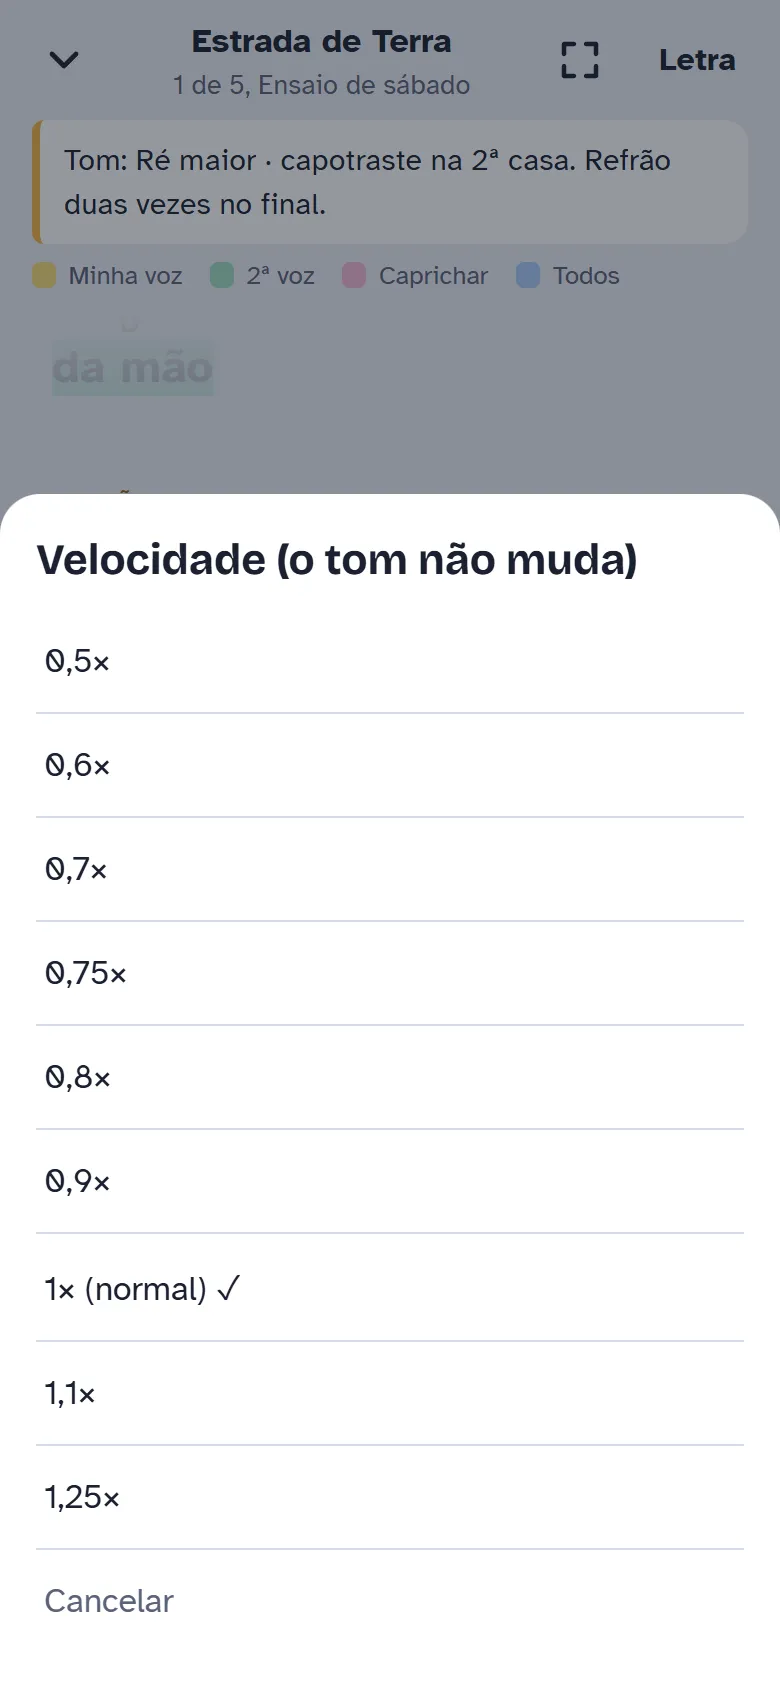 Estrada de Terra
1 de 5, Ensaio de sábado
Letra
Tom: Ré maior · capotraste na 2ª casa. Refrão
duas vezes no final.
Minha voz
2ª voz
Caprichar
Todos
da mão
Velocidade (o tom não muda)
0,5×
0,6×
0,7×
0,75×
0,8×
0,9×
1× (normal) ✓
1,1×
1,25×
Cancelar